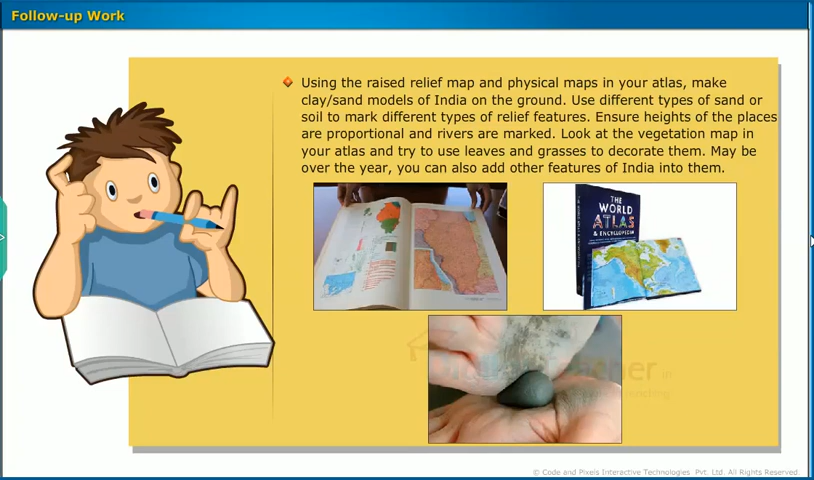 Follow-up Work
Using the raised relief map and physical maps in your atlas, make
clay/sand models of India on the ground. Use different types of sand or
soil to mark different types of relief features. Ensure heights of the places
are proportional and rivers are marked. Look at the vegetation map in
your atlas and try to use leaves and grasses to decorate them. May be
over the year, you can also add other features of India into them.
THE
WORLD
ATLAS
& ENCYCLOPEDIA
© Code and Pixels Interactive Technologies Pvt. Ltd. All Rights Reserved.